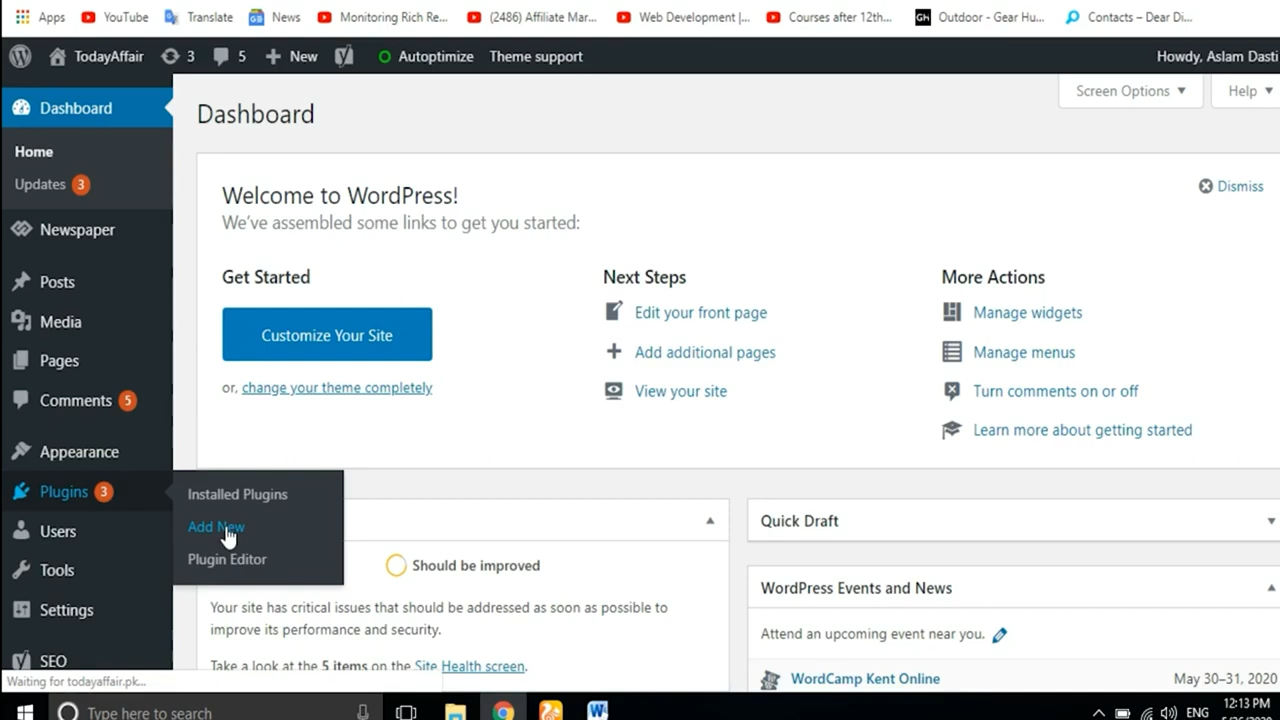 Apps YouTube Translate News Monitoring Rich Re... (2486) Affiliate Mar... Web Development |... Courses after 12th... GH Outdoor - Gear Hu... Contacts – Dear Di...
TodayAffair 3 5 New Autoptimize Theme support Howdy, Aslam Dasti
Dashboard
Home
Updates 3
Newspaper
Posts
Media
Pages
Comments 5
Appearance
Plugins 3
Users
Tools
Settings
SEO
Installed Plugins
Add New
Plugin Editor
Screen Options Help
Dashboard
Welcome to WordPress!
Dismiss
We've assembled some links to get you started:
Get Started
Customize Your Site
or, change your theme completely
Next Steps
Edit your front page
Add additional pages
View your site
More Actions
Manage widgets
Manage menus
Turn comments on or off
Learn more about getting started
Should be improved
Your site has critical issues that should be addressed as soon as possible to
improve its performance and security.
Take a look at the 5 items on the Site Health screen.
Quick Draft
WordPress Events and News
Attend an upcoming event near you.
WordCamp Kent Online May 30–31, 2020
Waiting for todayaffair.pk...
Type here to search
ENG
12:13 PM